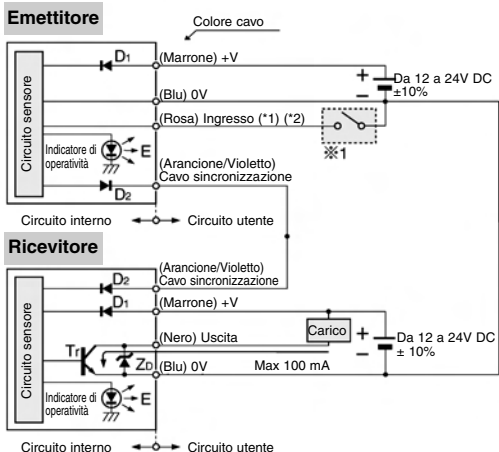 Emettitore
Colore cavo
Circuito sensore
D1
(Marrone) +V
+
−
Da 12 a 24V DC
±10%
(Blu) 0V
(Rosa) Ingresso (*1) (*2)
※1
Indicatore di
operatività
E
(Arancione/Violetto)
Cavo sincronizzazione
D2
Circuito interno
Circuito utente
Ricevitore
Circuito sensore
D2
(Arancione/Violetto)
Cavo sincronizzazione
D1
(Marrone) +V
Carico
+
−
Da 12 a 24V DC
± 10%
(Nero) Uscita
Tr
ZD
(Blu) 0V
Max 100 mA
Indicatore di
operatività
E
Circuito interno
Circuito utente